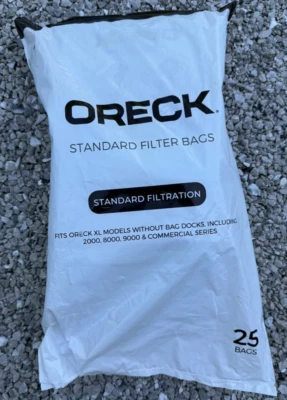 ORECK®
STANDARD FILTER BAGS
STANDARD FILTRATION
FITS ORECK XL MODELS WITHOUT BAG DOCKS, INCLUDING
2000, 8000, 9000 & COMMERCIAL SERIES
25
BAGS